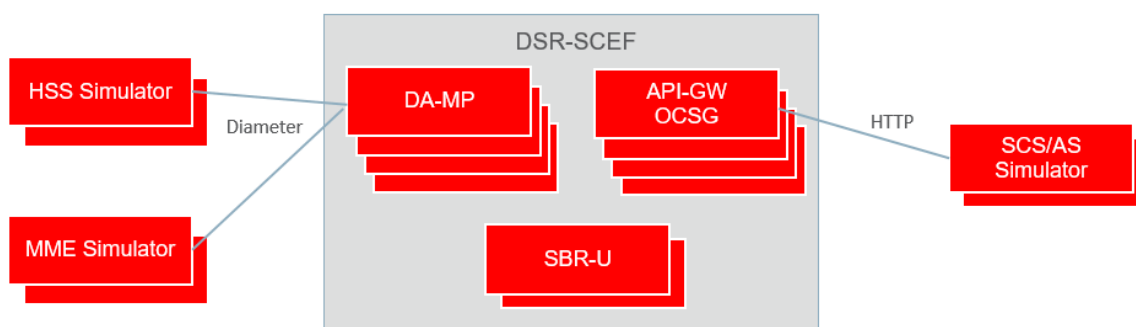 DSR-SCEF
HSS Simulator
DA-MP
API-GW
OCSG
Diameter
HTTP
SCS/AS
Simulator
MME Simulator
SBR-U